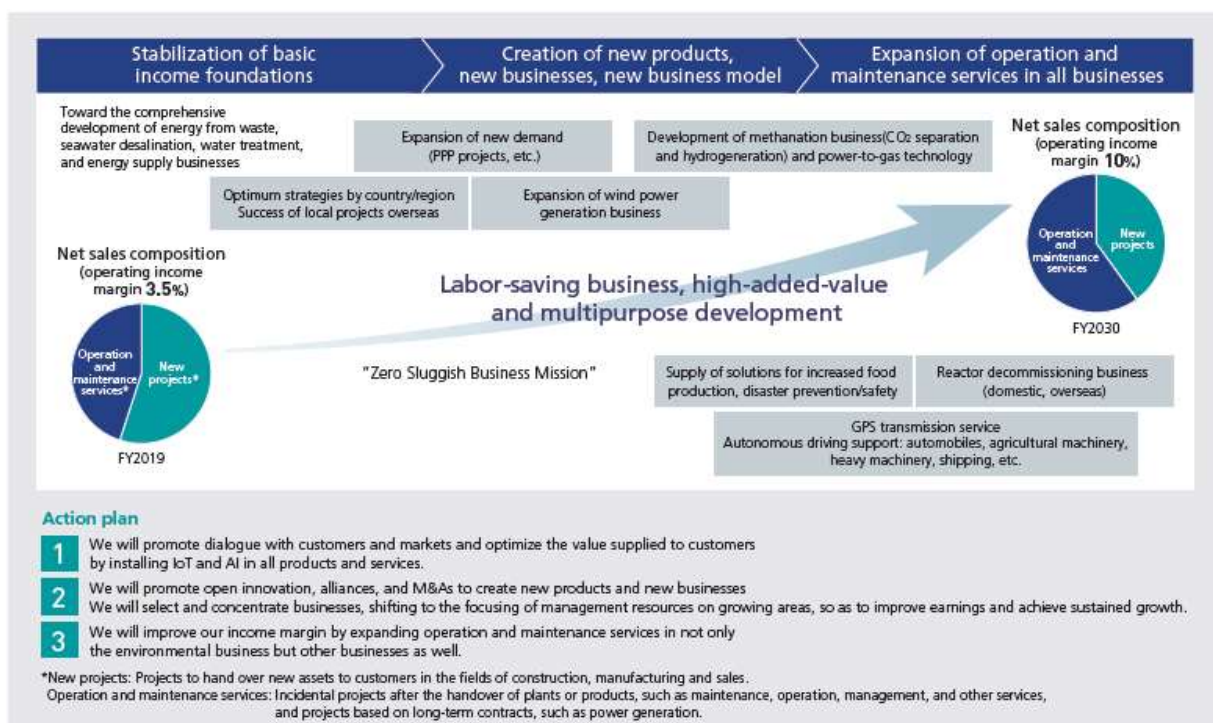 Stabilization of basic
income foundations
Creation of new products,
new businesses, new business model
Expansion of operation and
maintenance services in all businesses
Toward the comprehensive
development of energy from waste,
seawater desalination, water treatment,
and energy supply businesses
Expansion of new demand
(PPP projects, etc.)
Development of methanation business(CO₂ separation
and hydrogeneration) and power-to-gas technology
Optimum strategies by country/region
Success of local projects overseas
Expansion of wind power
generation business
Net sales composition
(operating income
margin 10%)
Operation
and
maintenance
services
New
projects
FY2030
Net sales composition
(operating income
margin 3.5%)
Operation
and
maintenance
services*
New
projects*
FY2019
Labor-saving business, high-added-value
and multipurpose development
"Zero Sluggish Business Mission"
Supply of solutions for increased food
production, disaster prevention/safety
Reactor decommissioning business
(domestic, overseas)
GPS transmission service
Autonomous driving support: automobiles, agricultural machinery,
heavy machinery, shipping, etc.
Action plan
1
We will promote dialogue with customers and markets and optimize the value supplied to customers
by installing IoT and AI in all products and services.
2
We will promote open innovation, alliances, and M&As to create new products and new businesses
We will select and concentrate businesses, shifting to the focusing of management resources on growing areas, so as to improve earnings and achieve sustained growth.
3
We will improve our income margin by expanding operation and maintenance services in not only
the environmental business but other businesses as well.
*New projects: Projects to hand over new assets to customers in the fields of construction, manufacturing and sales.
Operation and maintenance services: Incidental projects after the handover of plants or products, such as maintenance, operation, management, and other services,
and projects based on long-term contracts, such as power generation.